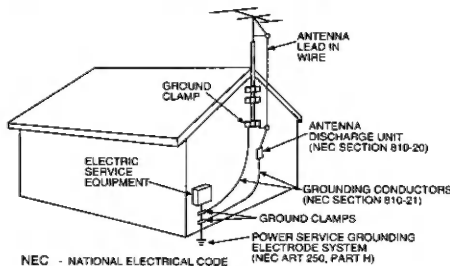 ANTENNA
LEAD IN
WIRE
GROUND
CLAMP
ANTENNA
DISCHARGE UNIT
(NEC SECTION 810-20)
ELECTRIC
SERVICE
EQUIPMENT
GROUNDING CONDUCTORS
(NEC SECTION 810-21)
GROUND CLAMPS
POWER SERVICE GROUNDING
ELECTRODE SYSTEM
(NEC ART 250, PART H)
NEC - NATIONAL ELECTRICAL CODE